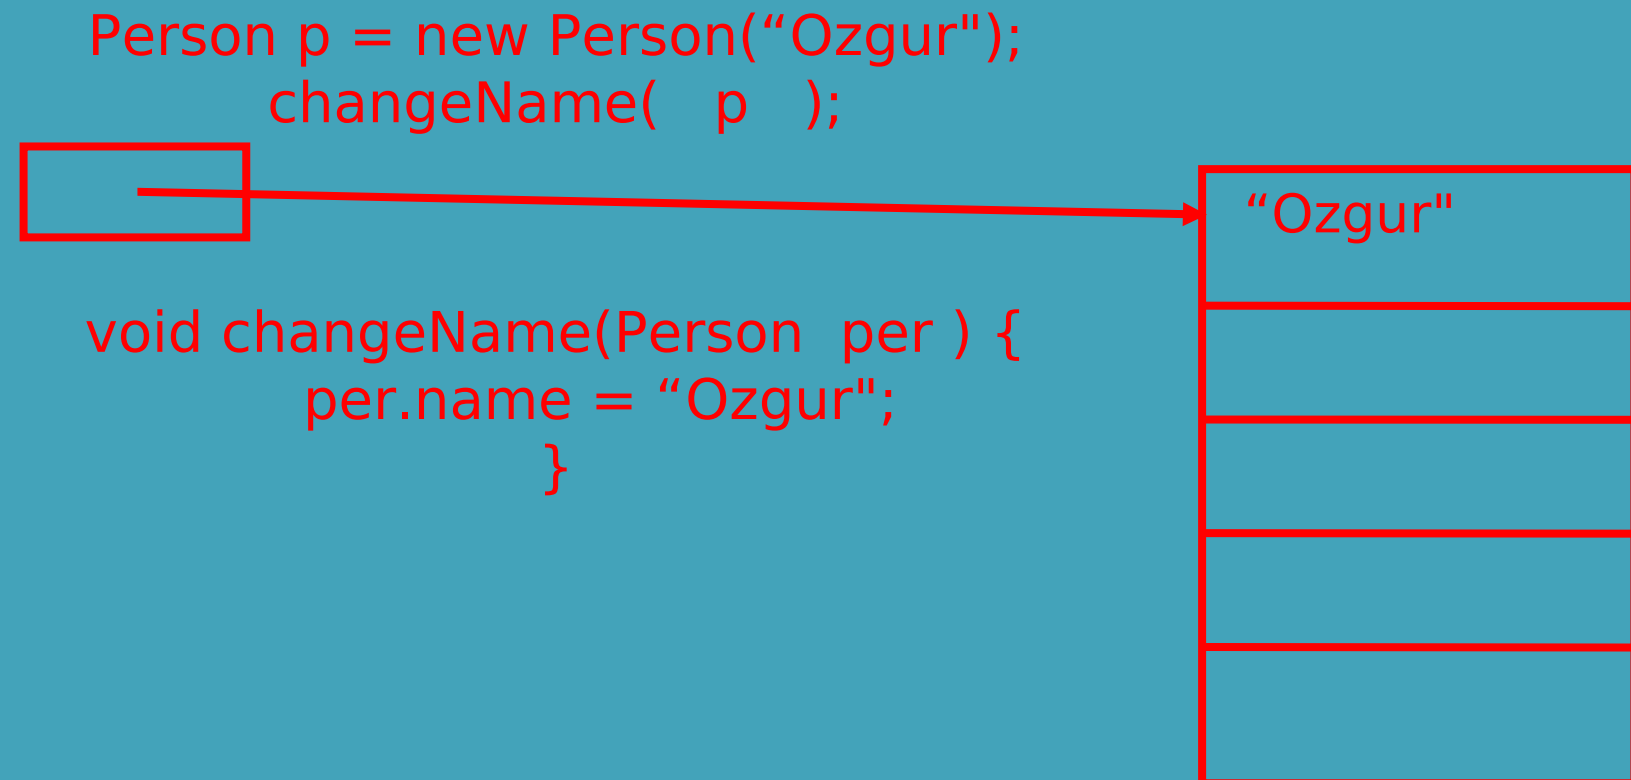 Person p = new Person(“Ozgur");
changeName( p );
“Ozgur"
void changeName(Person per ) {
per.name = “Ozgur";
}